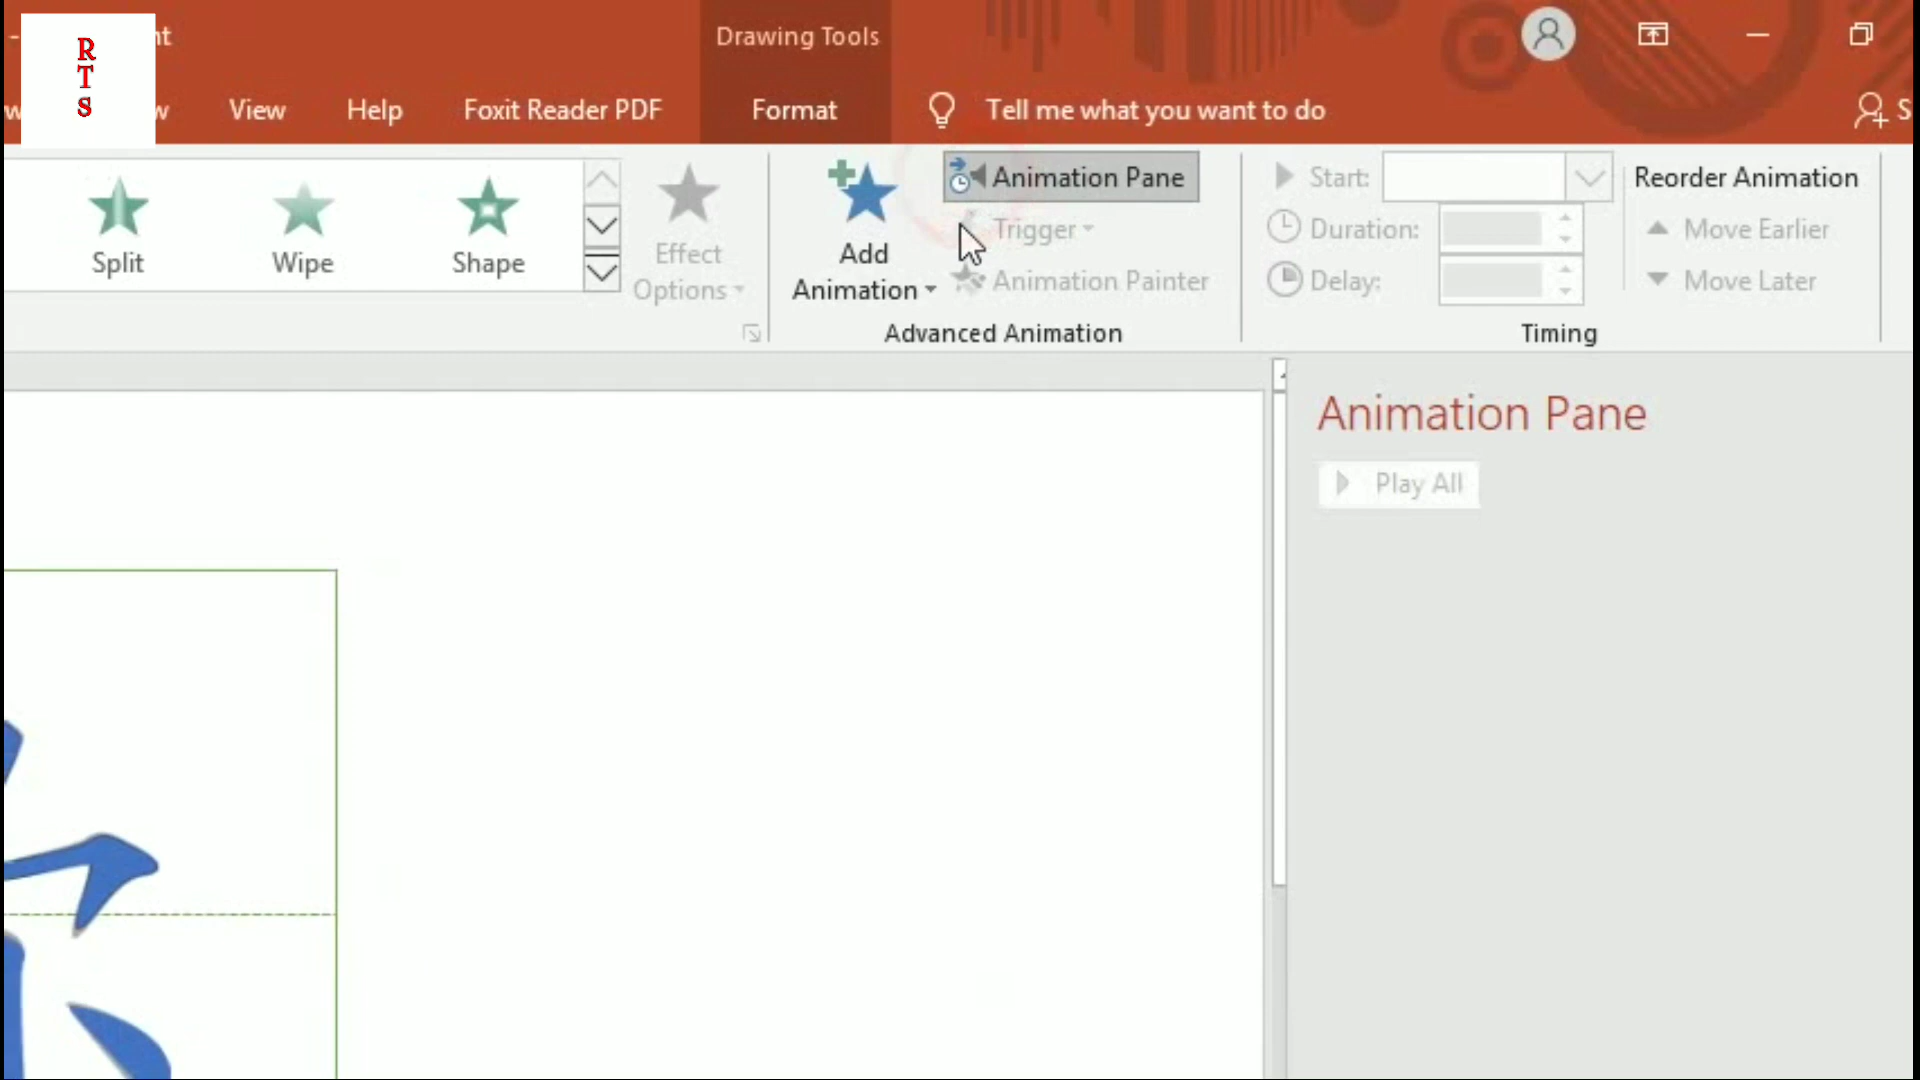 R
T
S
Drawing Tools
View
Help
Foxit Reader PDF
Format
Tell me what you want to do
S
Split
Wipe
Shape
Effect
Options
Add
Animation
Animation Pane
Trigger
Animation Painter
Advanced Animation
Start:
Duration:
Delay:
Reorder Animation
Move Earlier
Move Later
Timing
Animation Pane
Play All